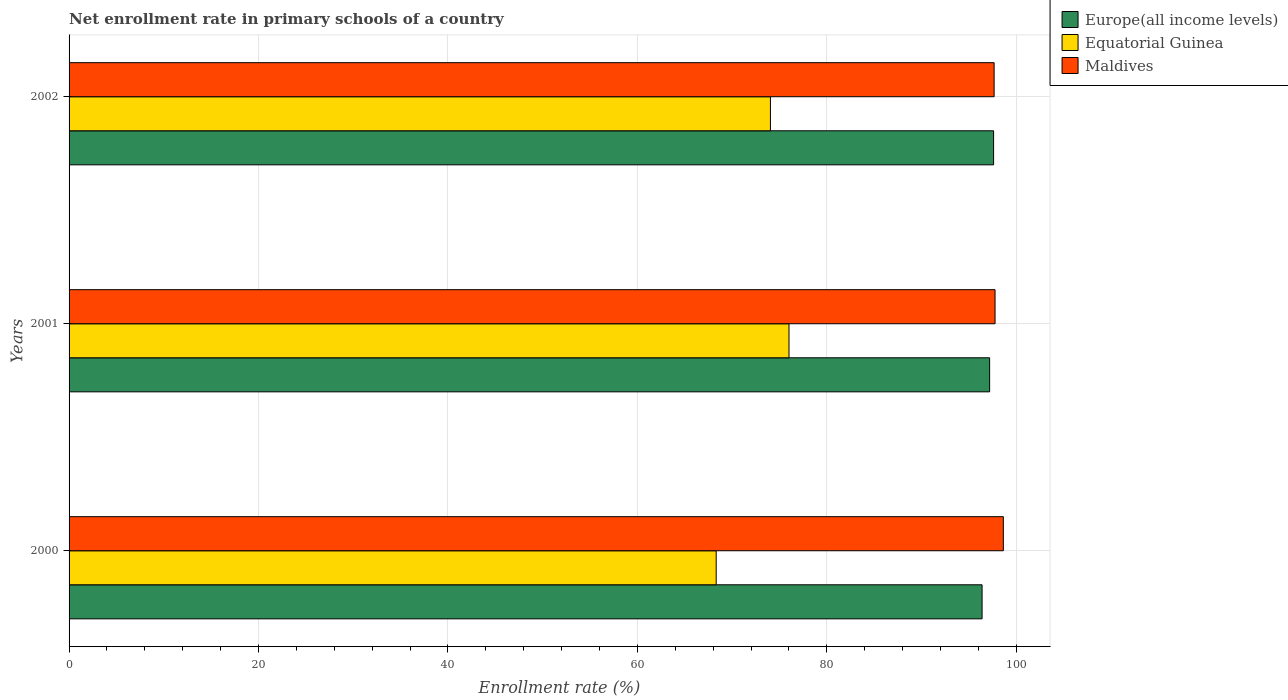 Net enrollment rate in primary schools of a country
Europe(all income levels)
Equatorial Guinea
Maldives
2002
2001
2000
Years
0
20
40
60
80
100
Enrollment rate (%)